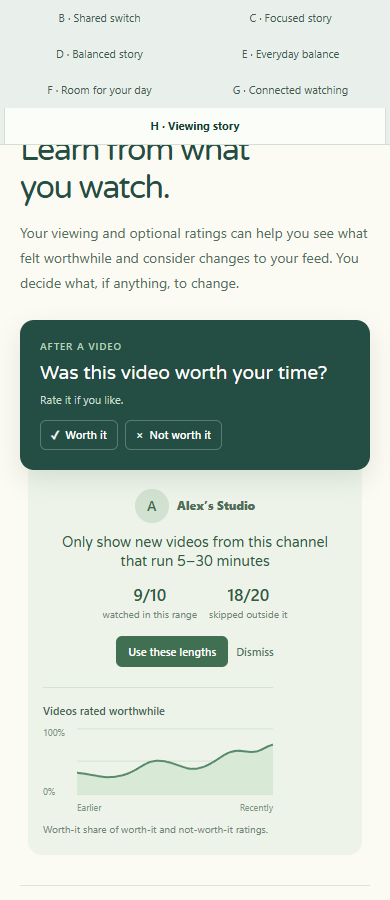 B · Shared switch
C · Focused story
D · Balanced story
E · Everyday balance
F · Room for your day
G · Connected watching
H · Viewing story
Learn from what
you watch.
Your viewing and optional ratings can help you see what
felt worthwhile and consider changes to your feed. You
decide what, if anything, to change.
AFTER A VIDEO
Was this video worth your time?
Rate it if you like.
✓ Worth it
× Not worth it
A
Alex's Studio
Only show new videos from this channel
that run 5–30 minutes
9/10
watched in this range
18/20
skipped outside it
Use these lengths
Dismiss
Videos rated worthwhile
100%
0%
Earlier
Recently
Worth-it share of worth-it and not-worth-it ratings.